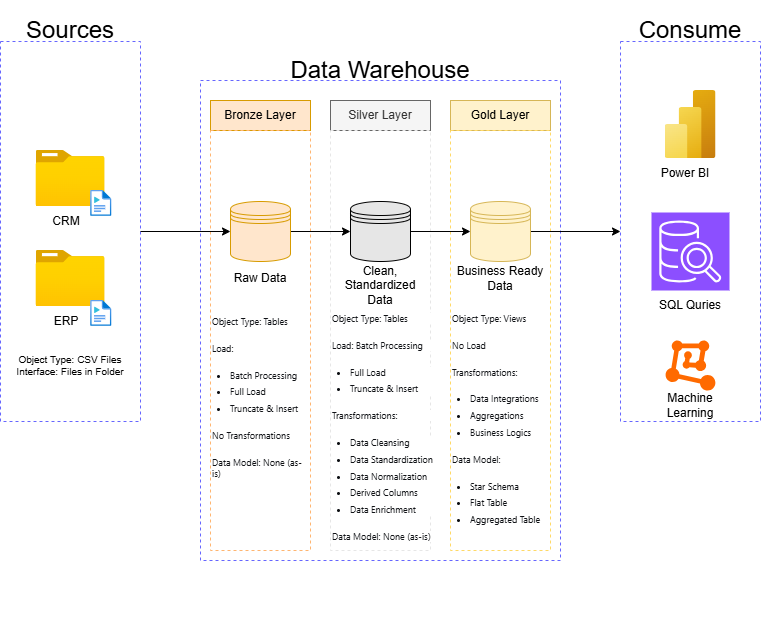 Sources
CRM
ERP
Object Type: CSV Files
Interface: Files in Folder
Data Warehouse
Bronze Layer
Raw Data
Object Type: Tables
Load:
Batch Processing
Full Load
Truncate & Insert
No Transformations
Data Model: None (as-
is)
Silver Layer
Clean,
Standardized
Data
Object Type: Tables
Load: Batch Processing
Full Load
Truncate & Insert
Transformations:
Data Cleansing
Data Standardization
Data Normalization
Derived Columns
Data Enrichment
Data Model: None (as-is)
Gold Layer
Business Ready
Data
Object Type: Views
No Load
Transformations:
Data Integrations
Aggregations
Business Logics
Data Model:
Star Schema
Flat Table
Aggregated Table
Consume
Power BI
SQL Quries
Machine
Learning